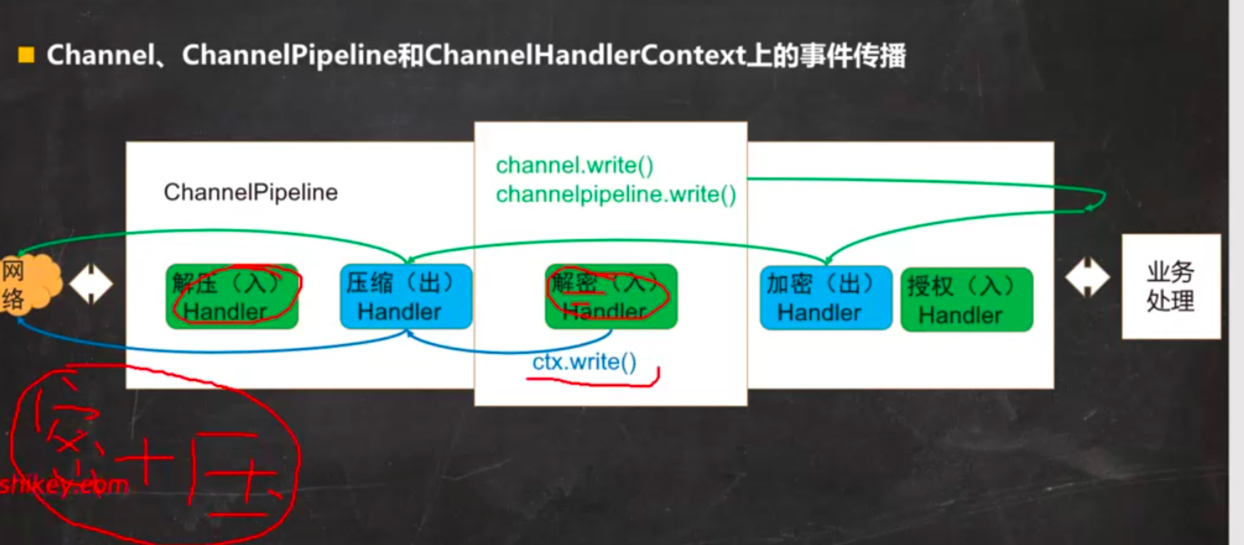 Channel、ChannelPipeline和ChannelHandlerContext上的事件传播
channel.write()
channelpipeline.write()
ChannelPipeline
网
络
解压（入）
Handler
压缩（出）
Handler
解密（入）
Handler
加密（出）
Handler
授权（入）
Handler
业务
处理
ctx.write()
密+压
shikey.com